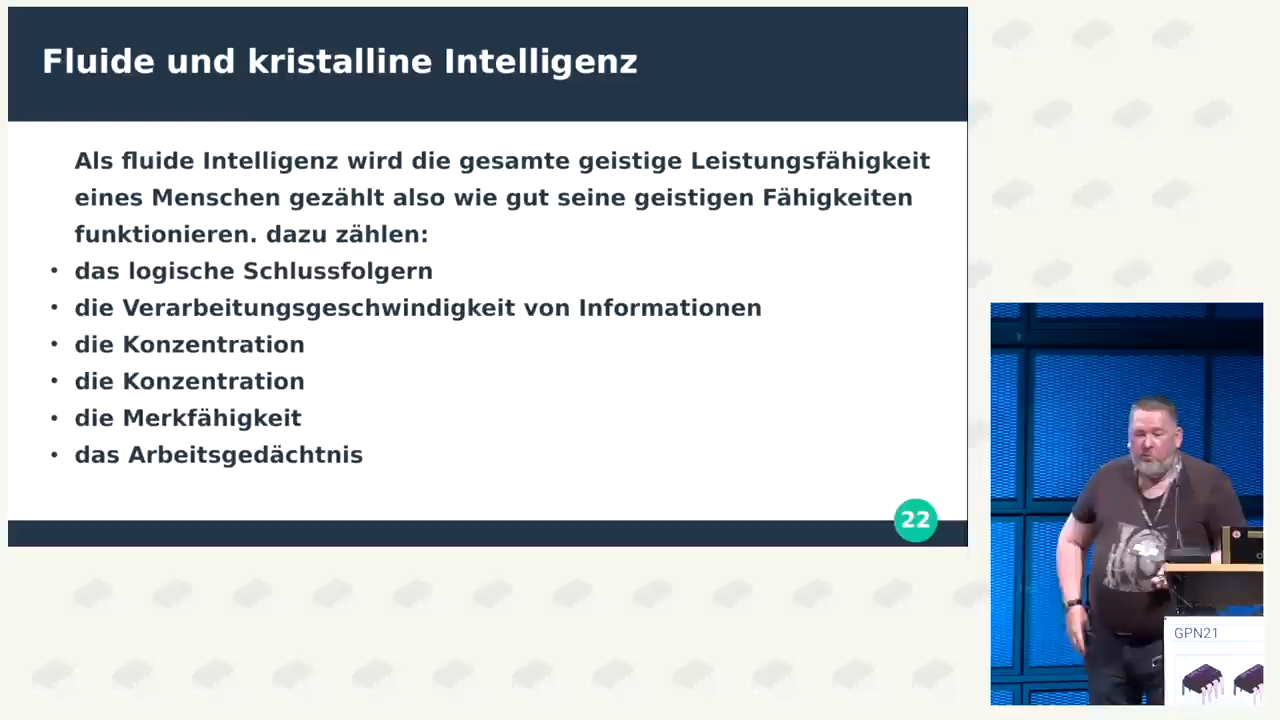 Fluide und kristalline Intelligenz
Als fluide Intelligenz wird die gesamte geistige Leistungsfähigkeit
eines Menschen gezählt also wie gut seine geistigen Fähigkeiten
funktionieren. dazu zählen:
• das logische Schlussfolgern
• die Verarbeitungsgeschwindigkeit von Informationen
• die Konzentration
• die Konzentration
• die Merkfähigkeit
• das Arbeitsgedächtnis
22
GPN21